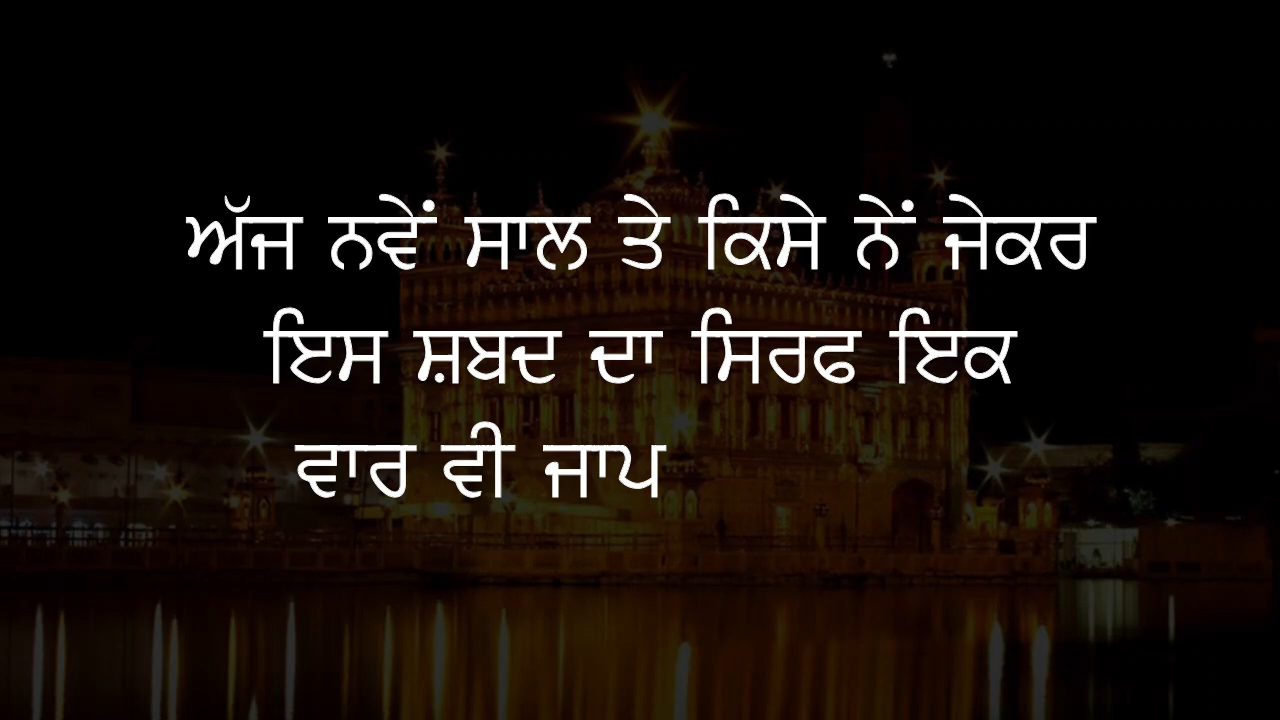 ਅੱਜ ਨਵੇਂ ਸਾਲ ਤੇ ਕਿਸੇ ਨੇਂ ਜੇਕਰ
ਇਸ ਸ਼ਬਦ ਦਾ ਸਿਰਫ ਇਕ
ਵਾਰ ਵੀ ਜਾਪ